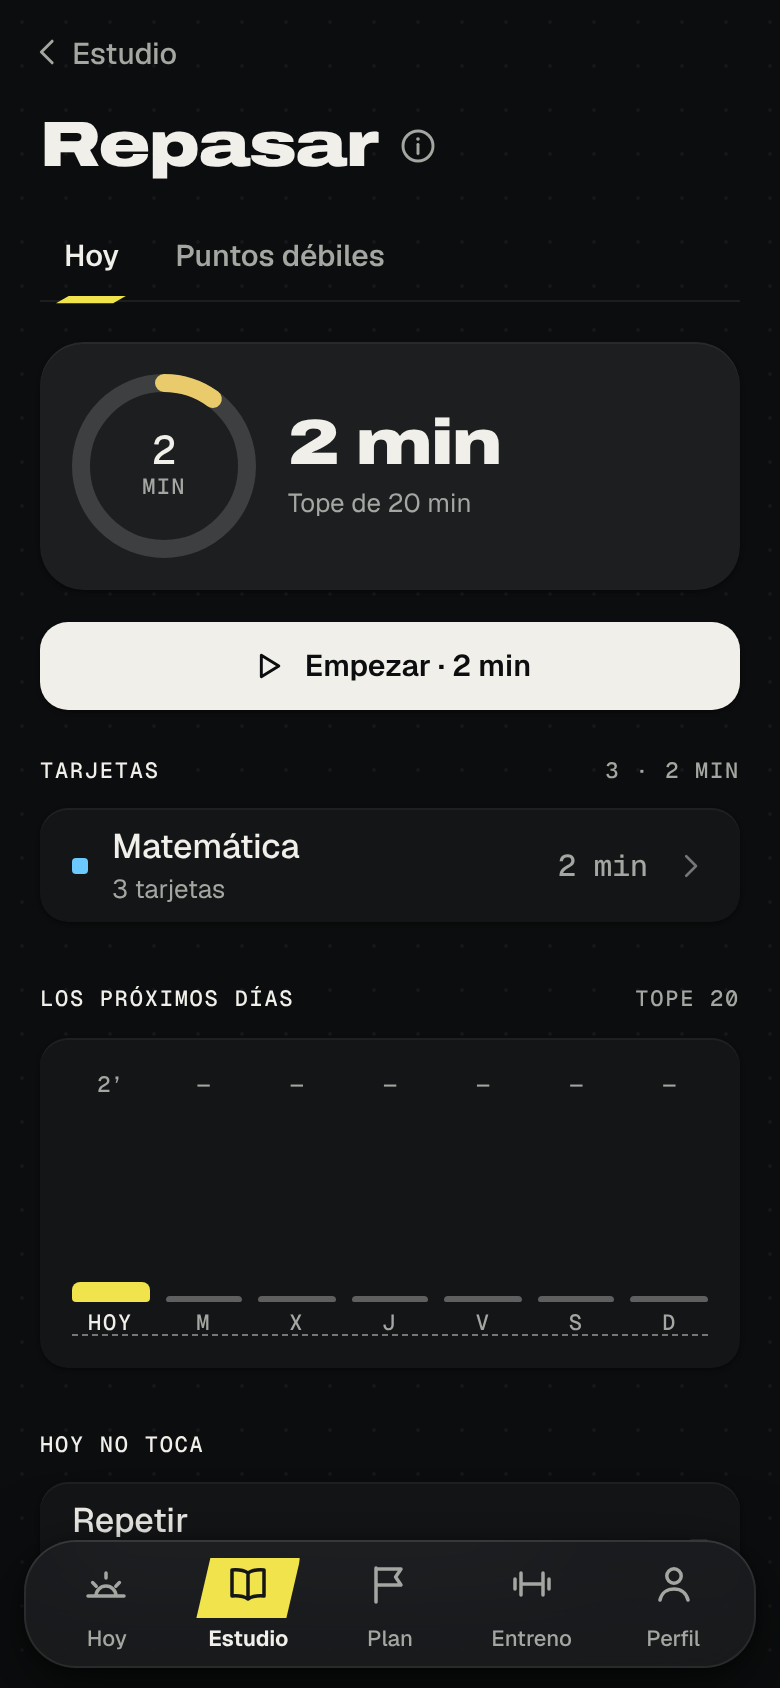 Estudio
Repasar
Hoy Puntos débiles
2
MIN
2 min
Tope de 20 min
Empezar · 2 min
TARJETAS 3 · 2 MIN
Matemática
3 tarjetas
2 min
LOS PRÓXIMOS DÍAS TOPE 20
2’ – – – – – –
HOY M X J V S D
HOY NO TOCA
Repetir
Hoy Estudio Plan Entreno Perfil